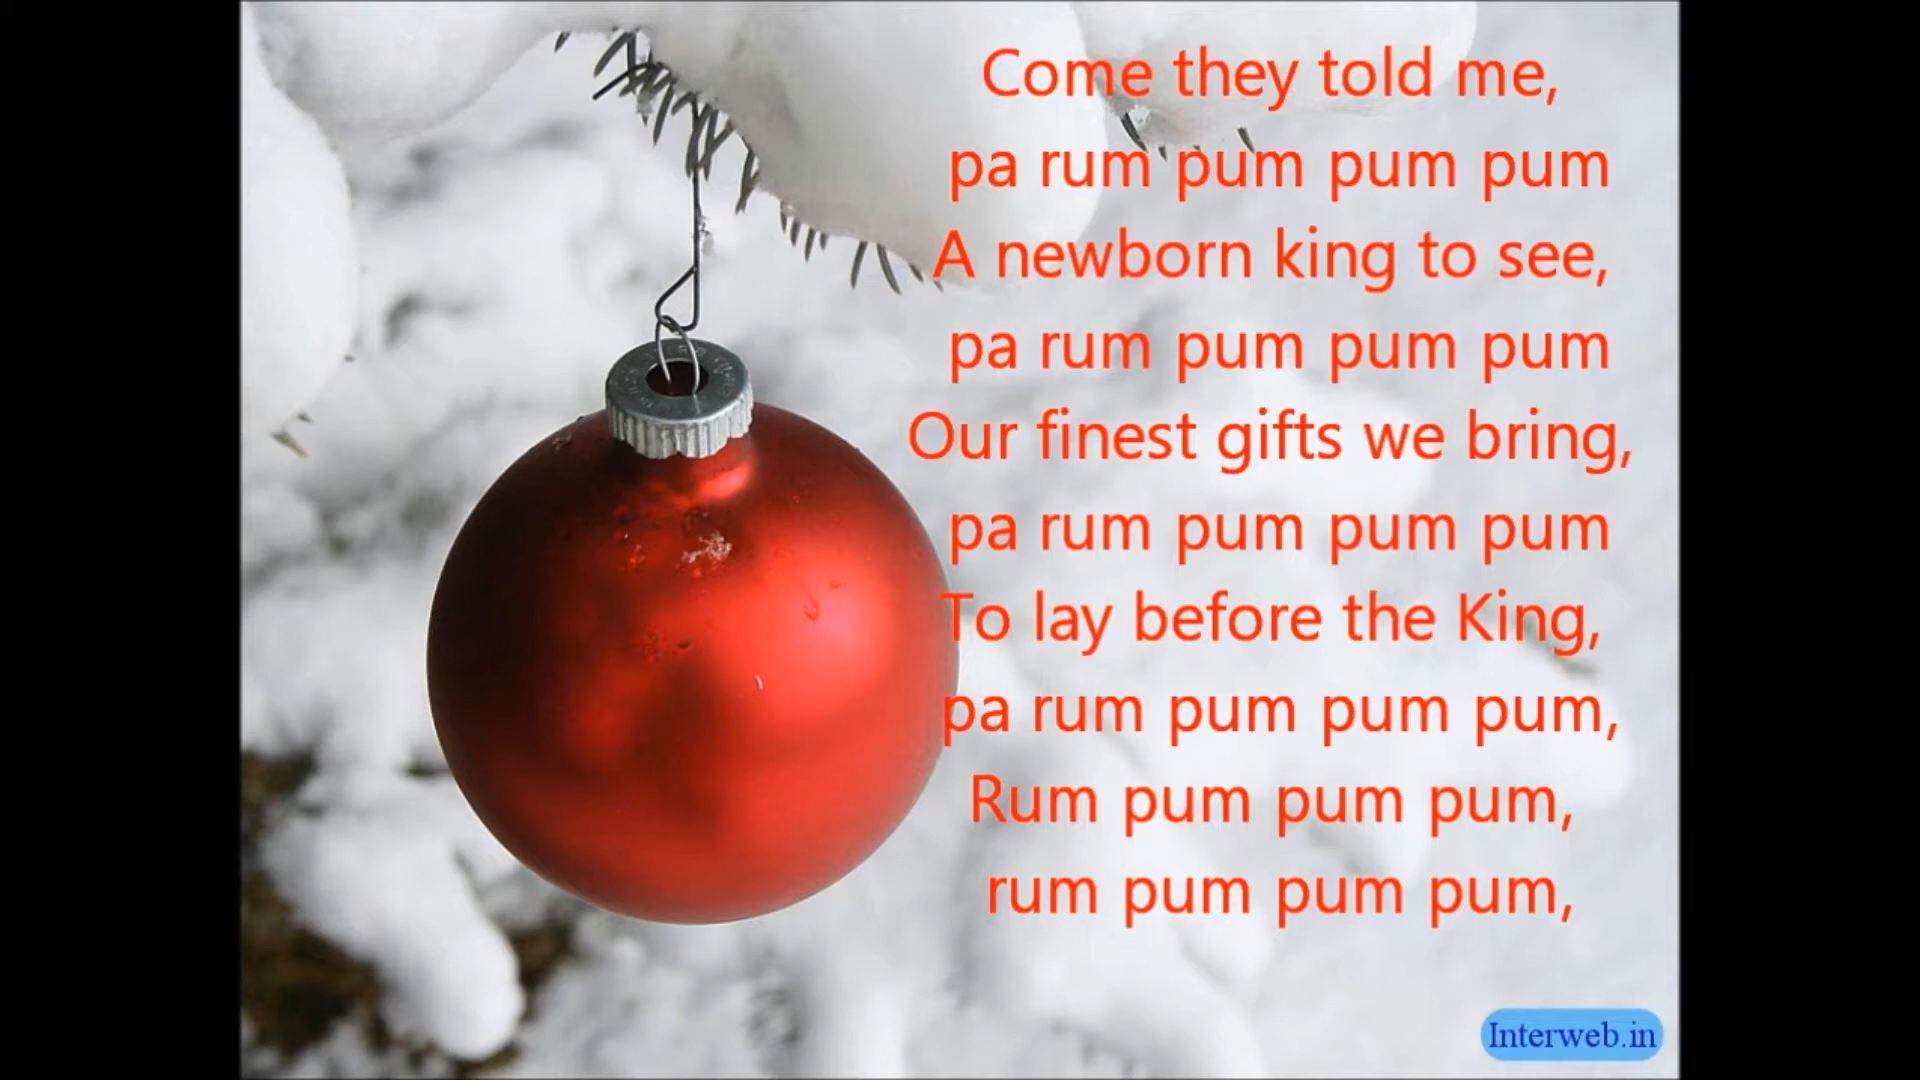 Come they told me,
pa rum pum pum pum
A newborn king to see,
pa rum pum pum pum
Our finest gifts we bring,
pa rum pum pum pum
To lay before the King,
pa rum pum pum pum,
Rum pum pum pum,
rum pum pum pum,
Interweb.in